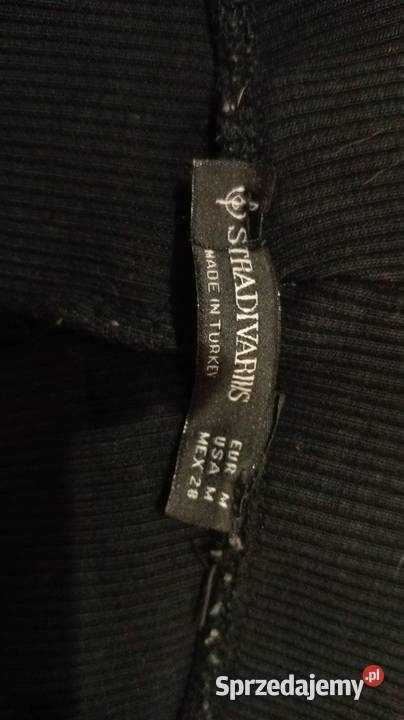 STRADIVARIUS
MADE IN TURKEY
EUR M
USA M
MEX 28
Sprzedajemy.pl